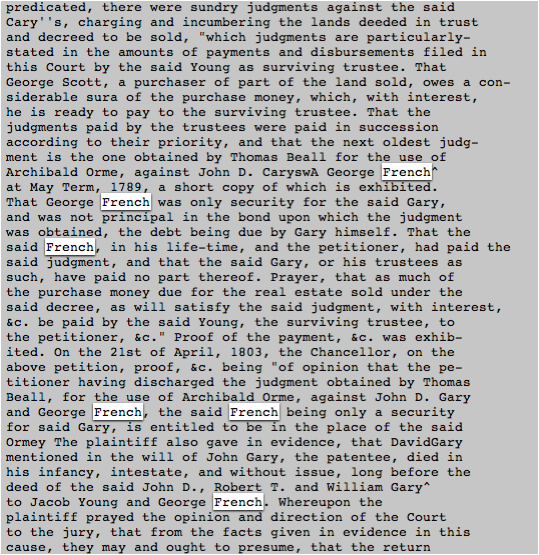 predicated, there were sundry judgments against the said
Cary''s, charging and incumbering the lands deeded in trust
and decreed to be sold, "which judgments are particularly-
stated in the amounts of payments and disbursements filed in
this Court by the said Young as surviving trustee. That
George Scott, a purchaser of part of the land sold, owes a con-
siderable sura of the purchase money, which, with interest,
he is ready to pay to the surviving trustee. That the
judgments paid by the trustees were paid in succession
according to their priority, and that the next oldest judg-
ment is the one obtained by Thomas Beall for the use of
Archibald Orme, against John D. CaryswA George French^
at May Term, 1789, a short copy of which is exhibited.
That George French was only security for the said Gary,
and was not principal in the bond upon which the judgment
was obtained, the debt being due by Gary himself. That the
said French, in his life-time, and the petitioner, had paid the
said judgment, and that the said Gary, or his trustees as
such, have paid no part thereof. Prayer, that as much of
the purchase money due for the real estate sold under the
said decree, as will satisfy the said judgment, with interest,
&c. be paid by the said Young, the surviving trustee, to
the petitioner, &c." Proof of the payment, &c. was exhib-
ited. On the 21st of April, 1803, the Chancellor, on the
above petition, proof, &c. being "of opinion that the pe-
titioner having discharged the judgment obtained by Thomas
Beall, for the use of Archibald Orme, against John D. Gary
and George French, the said French being only a security
for said Gary, is entitled to be in the place of the said
Ormey The plaintiff also gave in evidence, that DavidGary
mentioned in the will of John Gary, the patentee, died in
his infancy, intestate, and without issue, long before the
deed of the said John D., Robert T. and William Gary^
to Jacob Young and George French. Whereupon the
plaintiff prayed the opinion and direction of the Court
to the jury, that from the facts given in evidence in this
cause, they may and ought to presume, that the return